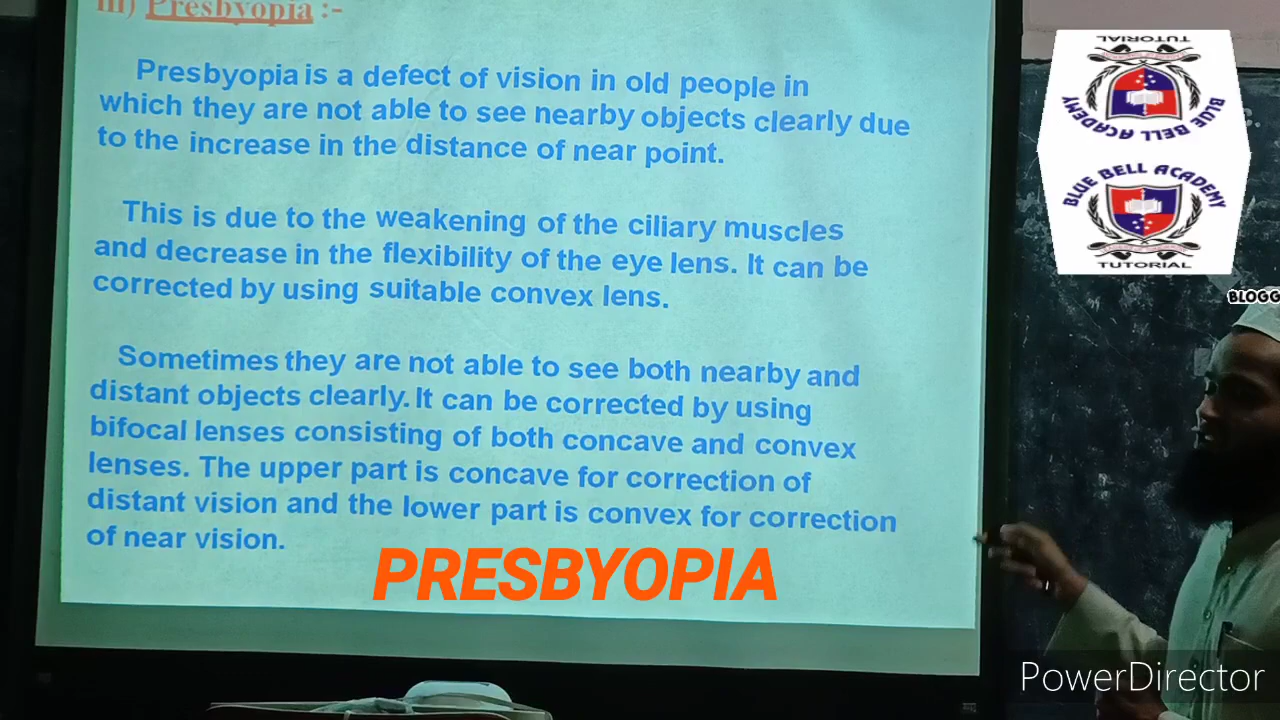 iii) Presbyopia :-
Presbyopia is a defect of vision in old people in
which they are not able to see nearby objects clearly due
to the increase in the distance of near point.
This is due to the weakening of the ciliary muscles
and decrease in the flexibility of the eye lens. It can be
corrected by using suitable convex lens.
Sometimes they are not able to see both nearby and
distant objects clearly. It can be corrected by using
bifocal lenses consisting of both concave and convex
lenses. The upper part is concave for correction of
distant vision and the lower part is convex for correction
of near vision.
PRESBYOPIA
TUTORIAL
BLUE BELL ACADEMY
BLUE BELL ACADEMY
TUTORIAL
BLOGG
PowerDirector